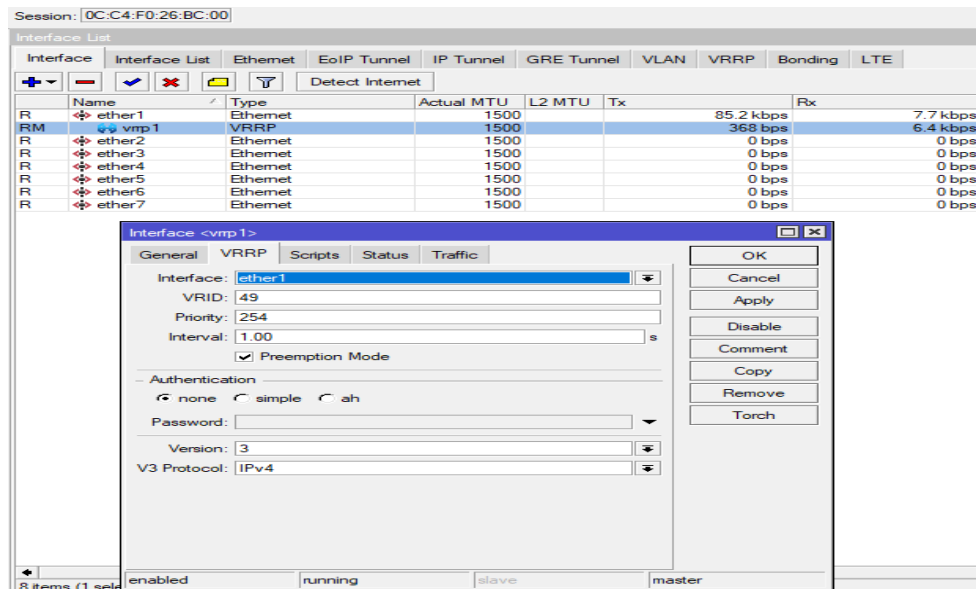 Session: 0C:C4:F0:26:BC:00
Interface List
Interface Interface List Ethernet EoIP Tunnel IP Tunnel GRE Tunnel VLAN VRRP Bonding LTE
Detect Internet
Name Type Actual MTU L2 MTU Tx Rx
R ether1 Ethernet 1500 85.2 kbps 7.7 kbps
RM vrrp1 VRRP 1500 368 bps 6.4 kbps
R ether2 Ethernet 1500 0 bps 0 bps
R ether3 Ethernet 1500 0 bps 0 bps
R ether4 Ethernet 1500 0 bps 0 bps
R ether5 Ethernet 1500 0 bps 0 bps
R ether6 Ethernet 1500 0 bps 0 bps
R ether7 Ethernet 1500 0 bps 0 bps
Interface <vrrp1>
General VRRP Scripts Status Traffic OK
Interface: ether1 Cancel
VRID: 49 Apply
Priority: 254
Interval: 1.00 s Disable
Preemption Mode Comment
Authentication Copy
none simple ah Remove
Password: Torch
Version: 3
V3 Protocol: IPv4
8 items (1 sele
enabled running slave master